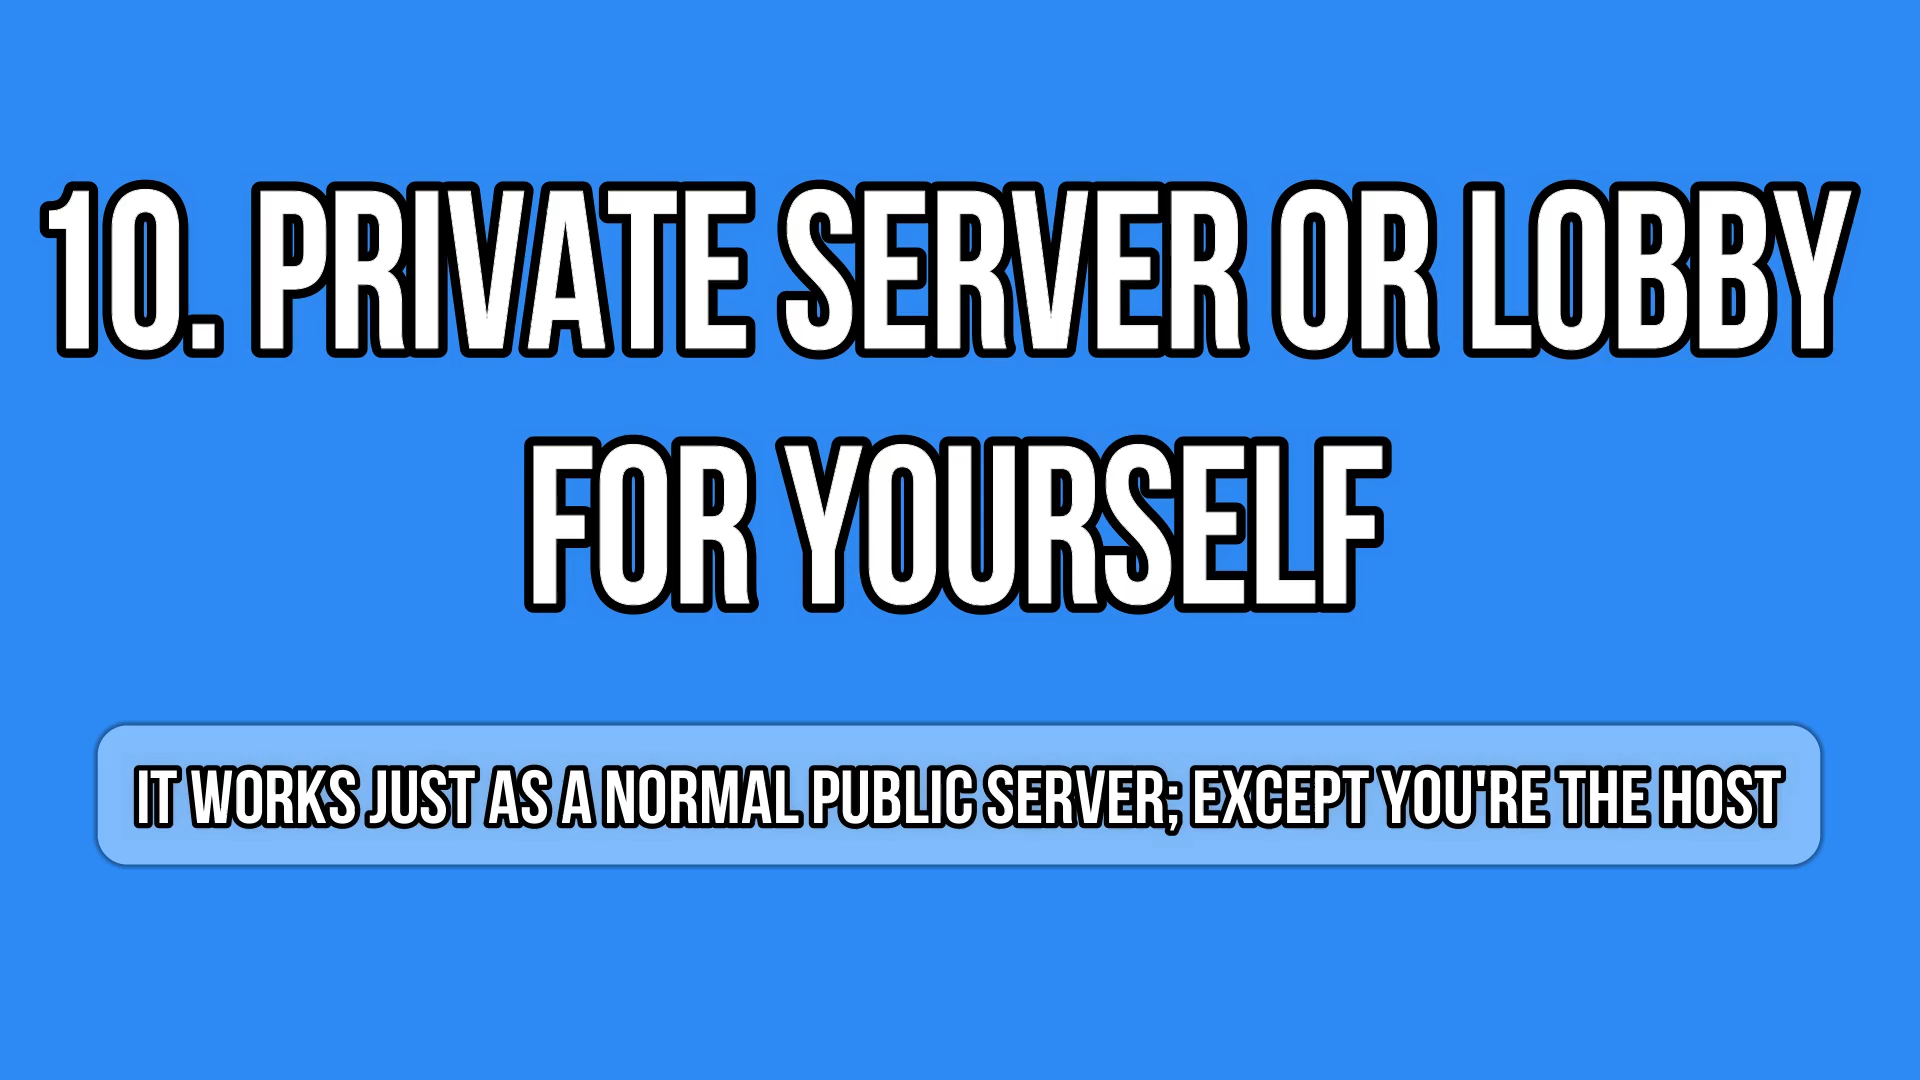 10. PRIVATE SERVER OR LOBBY
FOR YOURSELF
IT WORKS JUST AS A NORMAL PUBLIC SERVER; EXCEPT YOU'RE THE HOST